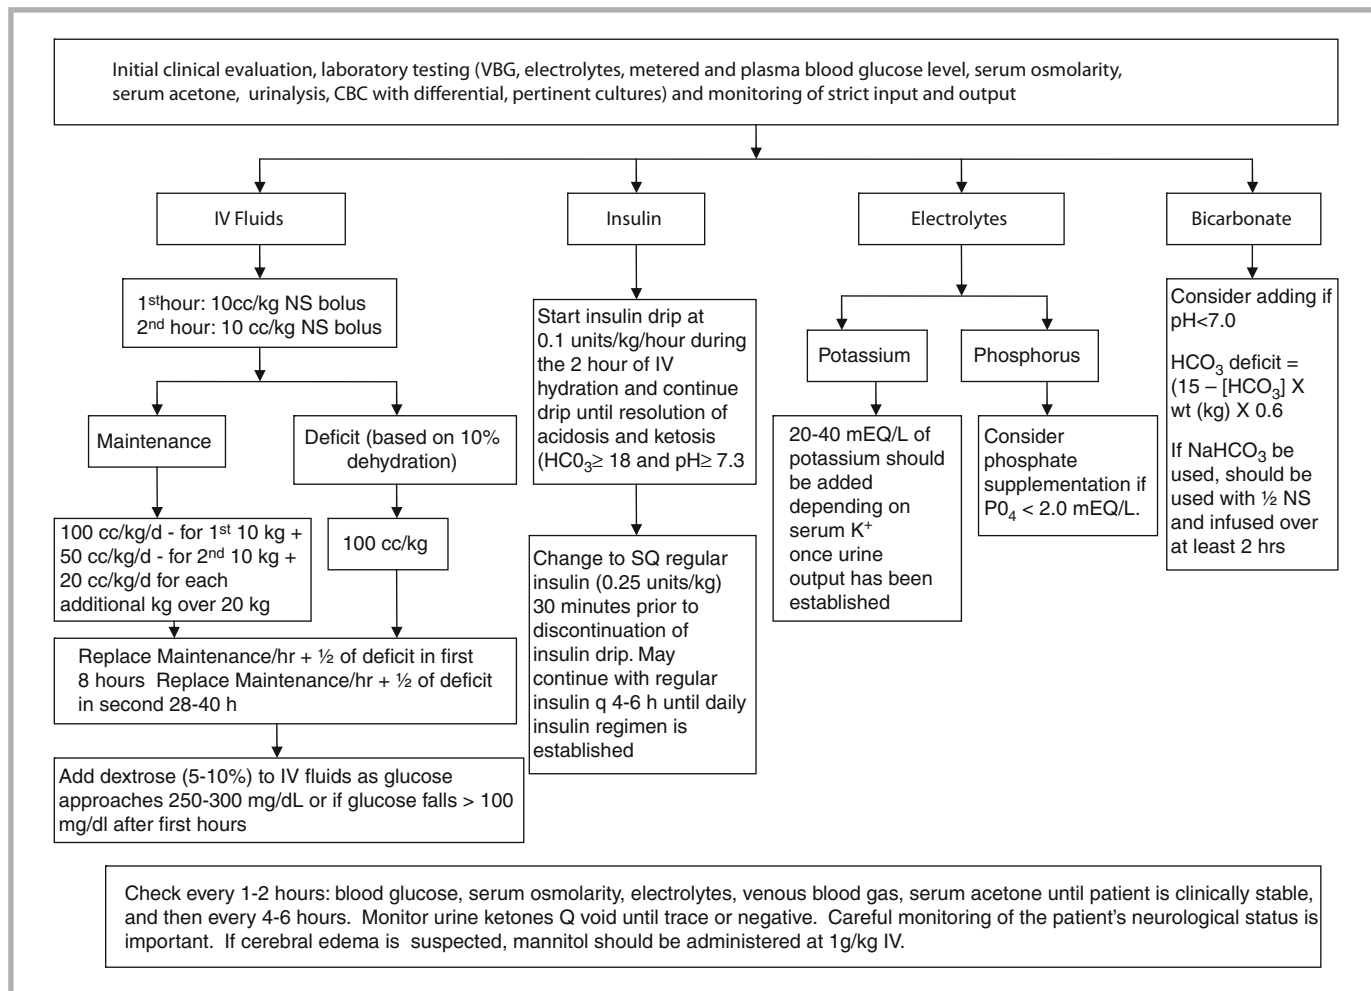 Initial clinical evaluation, laboratory testing (VBG, electrolytes, metered and plasma blood glucose level, serum osmolarity,
serum acetone, urinalysis, CBC with differential, pertinent cultures) and monitoring of strict input and output
IV Fluids
Insulin
Electrolytes
Bicarbonate
1st hour: 10cc/kg NS bolus
2nd hour: 10 cc/kg NS bolus
Maintenance
Deficit (based on 10%
dehydration)
100 cc/kg/d - for 1st 10 kg +
50 cc/kg/d - for 2nd 10 kg +
20 cc/kg/d for each
additional kg over 20 kg
100 cc/kg
Replace Maintenance/hr + ½ of deficit in first
8 hours Replace Maintenance/hr + ½ of deficit
in second 28-40 h
Add dextrose (5-10%) to IV fluids as glucose
approaches 250-300 mg/dL or if glucose falls > 100
mg/dl after first hours
Start insulin drip at
0.1 units/kg/hour during
the 2 hour of IV
hydration and continue
drip until resolution of
acidosis and ketosis
(HC0₃≥ 18 and pH≥ 7.3
Change to SQ regular
insulin (0.25 units/kg)
30 minutes prior to
discontinuation of
insulin drip. May
continue with regular
insulin q 4-6 h until daily
insulin regimen is
established
Potassium
Phosphorus
20-40 mEQ/L of
potassium should
be added
depending on
serum K⁺
once urine
output has been
established
Consider
phosphate
supplementation if
P0₄ < 2.0 mEQ/L.
Consider adding if
pH<7.0
HCO₃ deficit =
(15 – [HCO₃] X
wt (kg) X 0.6
If NaHCO₃ be
used, should be
used with ½ NS
and infused over
at least 2 hrs
Check every 1-2 hours: blood glucose, serum osmolarity, electrolytes, venous blood gas, serum acetone until patient is clinically stable,
and then every 4-6 hours. Monitor urine ketones Q void until trace or negative. Careful monitoring of the patient's neurological status is
important. If cerebral edema is suspected, mannitol should be administered at 1g/kg IV.